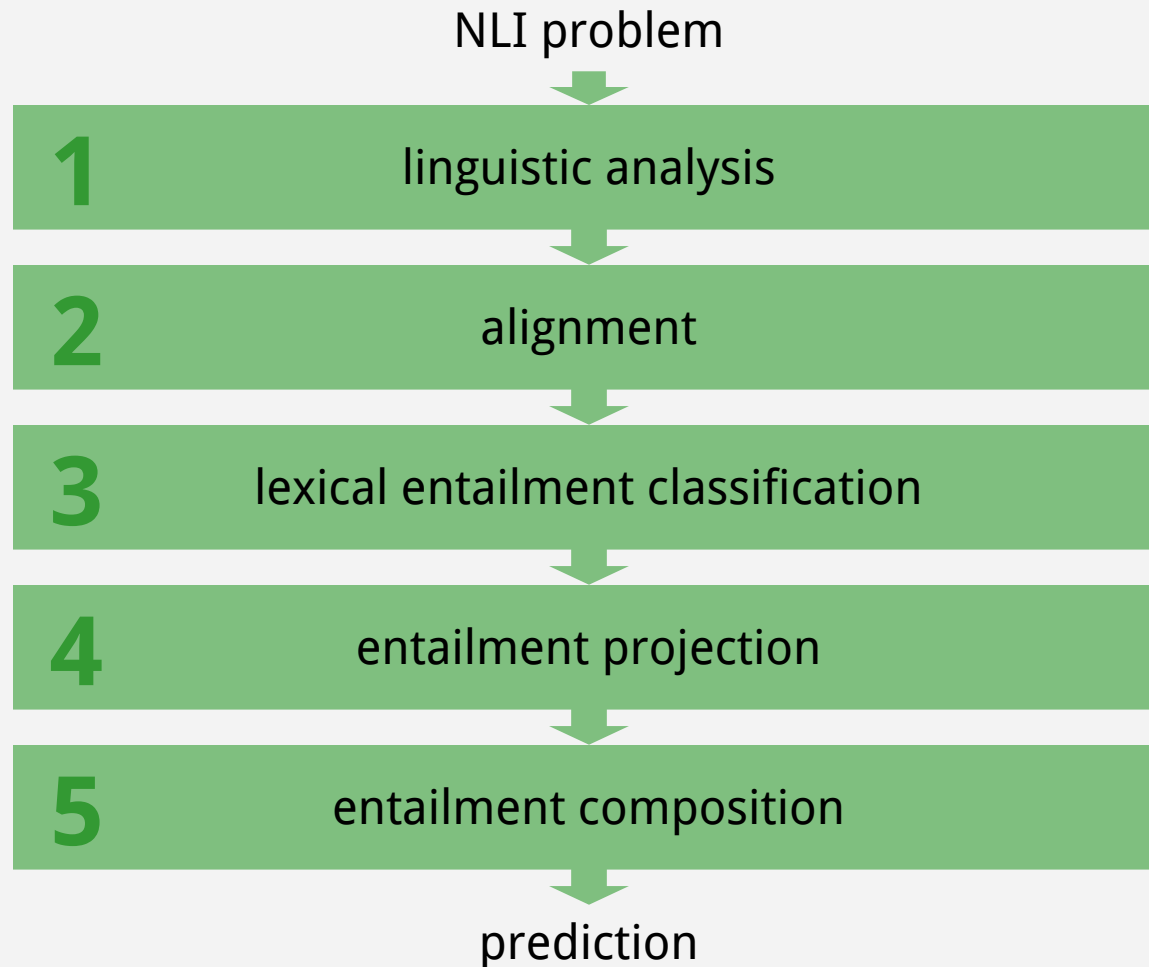 NLI problem
1 linguistic analysis
2 alignment
3 lexical entailment classification
4 entailment projection
5 entailment composition
prediction